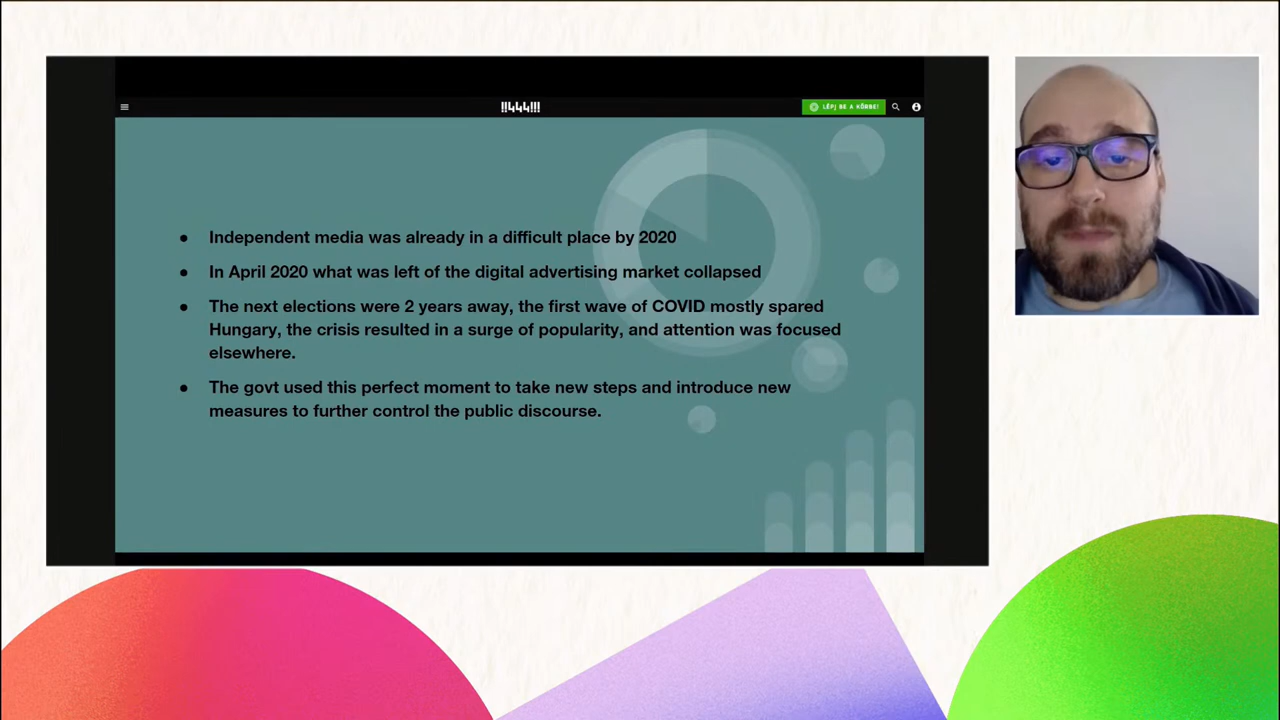 !!444!!!
LÉPJ BE A KÖRBE!
● Independent media was already in a difficult place by 2020
● In April 2020 what was left of the digital advertising market collapsed
● The next elections were 2 years away, the first wave of COVID mostly spared
Hungary, the crisis resulted in a surge of popularity, and attention was focused
elsewhere.
● The govt used this perfect moment to take new steps and introduce new
measures to further control the public discourse.